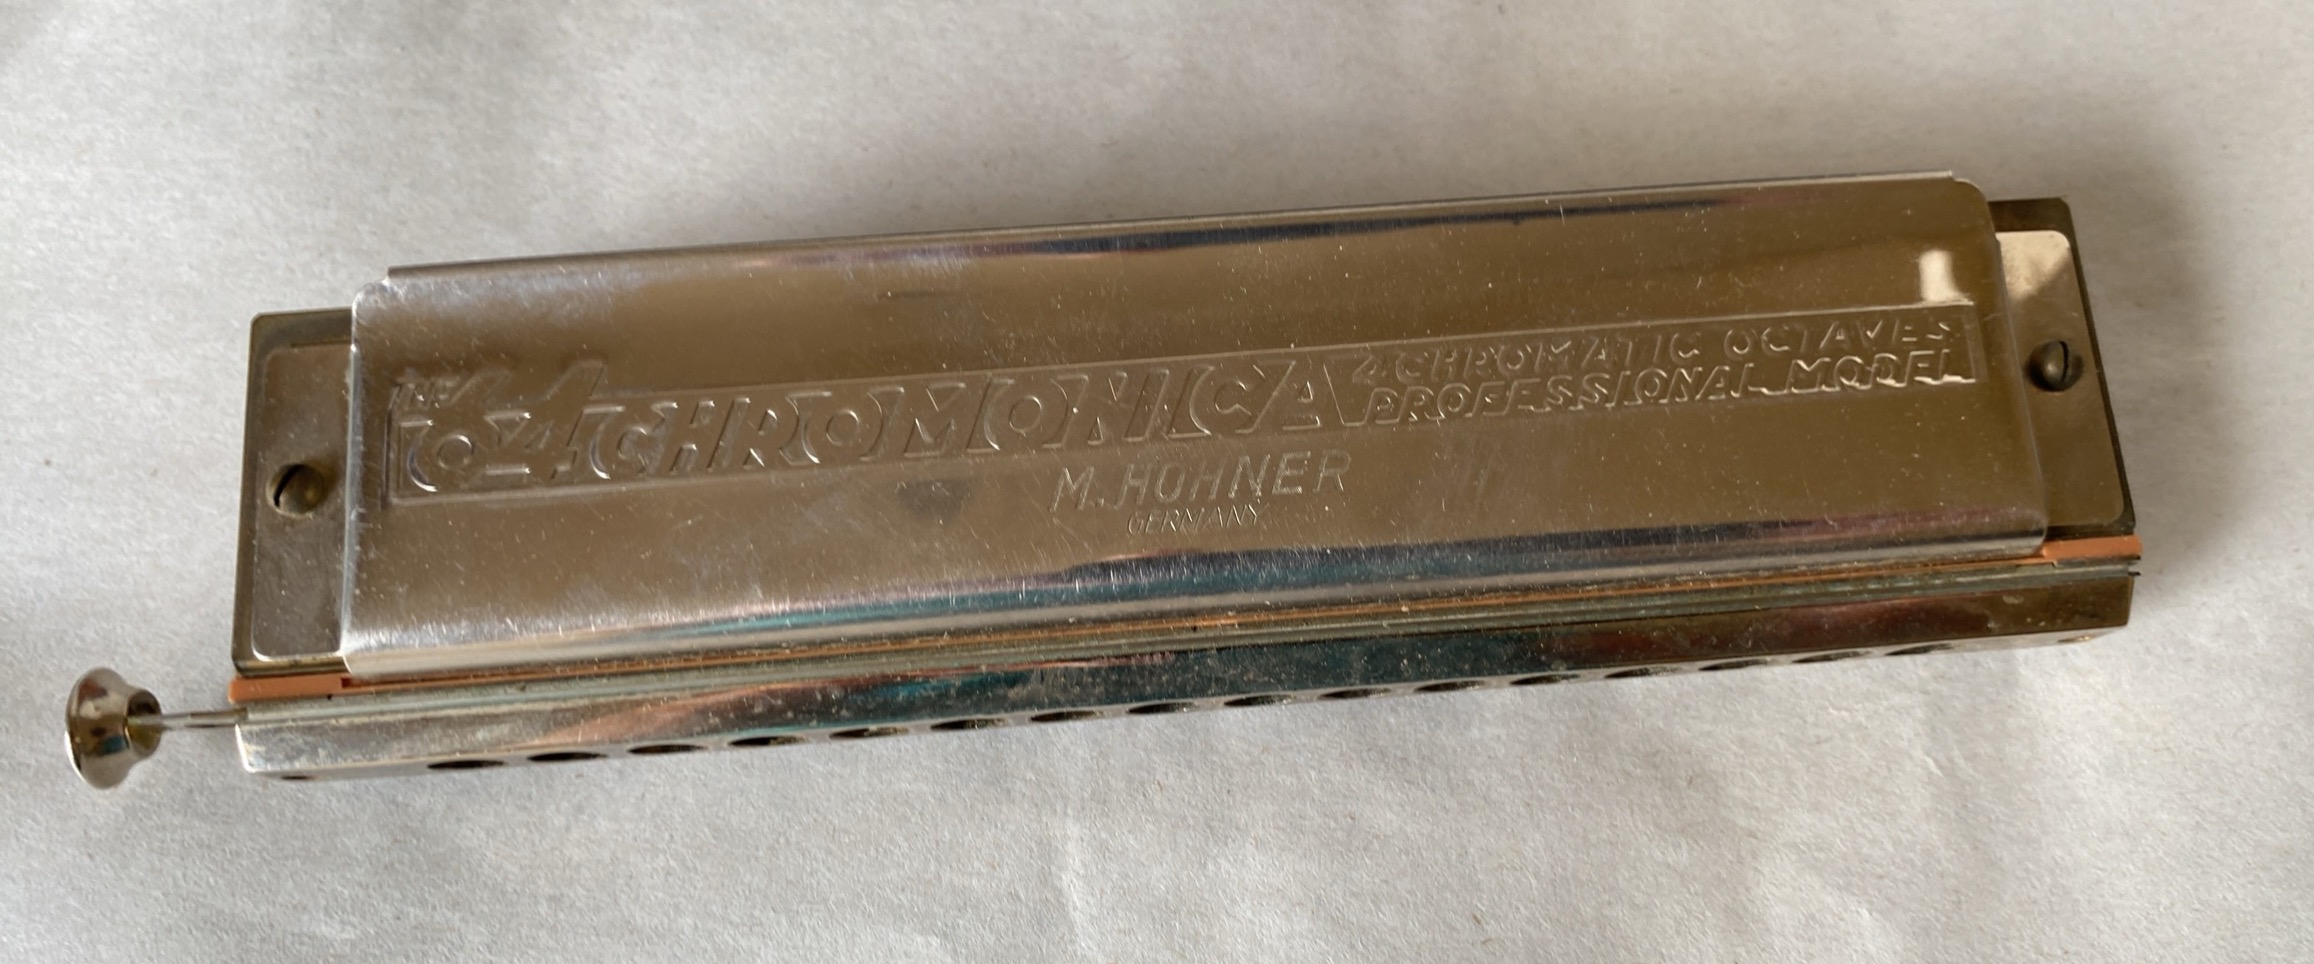 THE 64 CHROMONICA
4 CHROMATIC OCTAVES
PROFESSIONAL MODEL
M. HOHNER
GERMANY